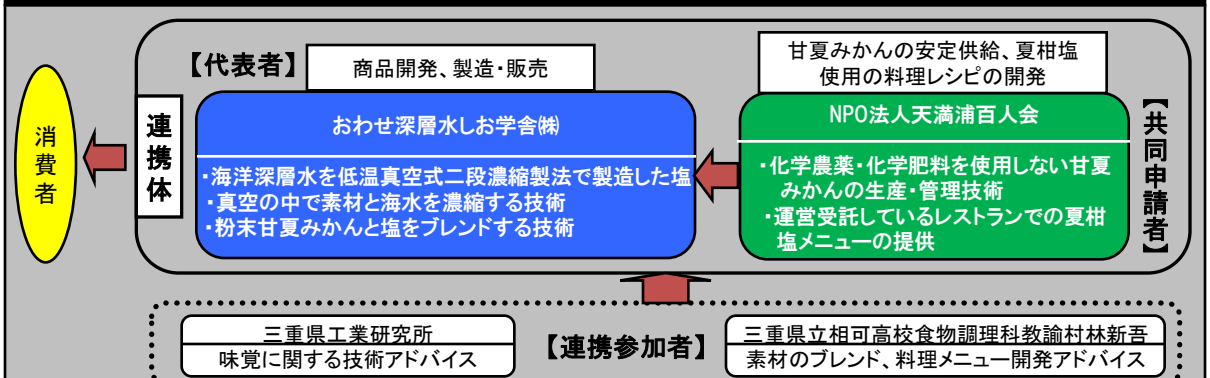 【代表者】
商品開発、製造・販売
甘夏みかんの安定供給、夏柑塩
使用の料理レシピの開発
消費者
連携体
おわせ深層水しお学舎㈱
・海洋深層水を低温真空式二段濃縮製法で製造した塩
・真空の中で素材と海水を濃縮する技術
・粉末甘夏みかんと塩をブレンドする技術
NPO法人天満浦百人会
・化学農薬・化学肥料を使用しない甘夏
みかんの生産・管理技術
・運営受託しているレストランでの夏柑
塩メニューの提供
【共同申請者】
三重県工業研究所
味覚に関する技術アドバイス
【連携参加者】
三重県立相可高校食物調理科教諭村林新吾
素材のブレンド、料理メニュー開発アドバイス